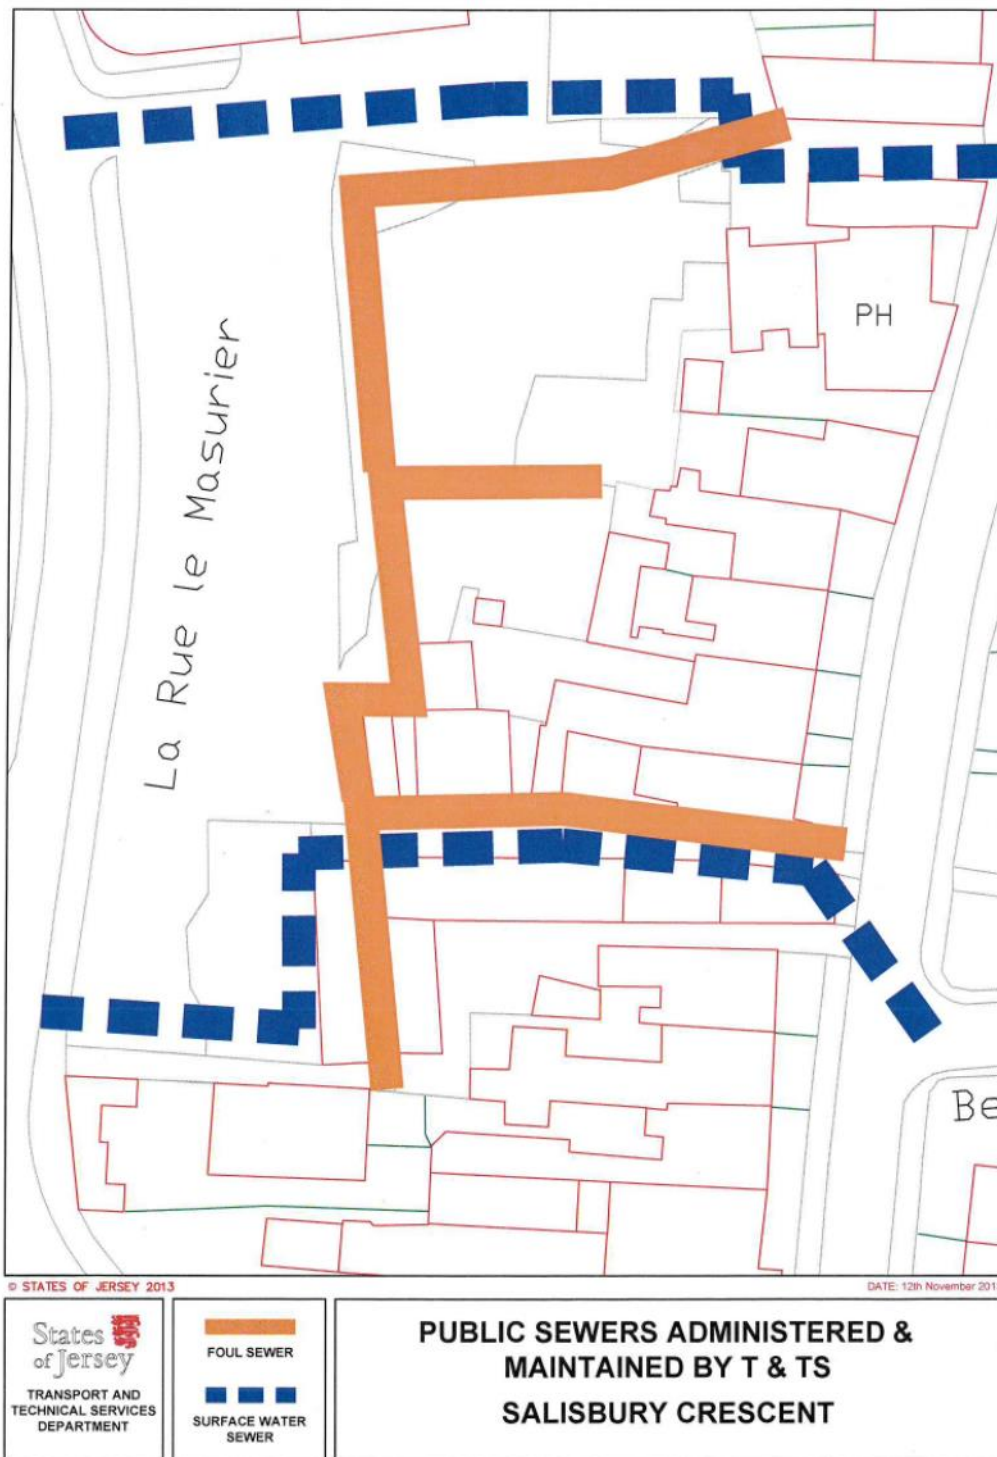 PH
La Rue le Masurier
Be
© STATES OF JERSEY 2013
DATE: 12th November 201
States
of Jersey
TRANSPORT AND
TECHNICAL SERVICES
DEPARTMENT
FOUL SEWER
SURFACE WATER
SEWER
PUBLIC SEWERS ADMINISTERED &
MAINTAINED BY T & TS
SALISBURY CRESCENT